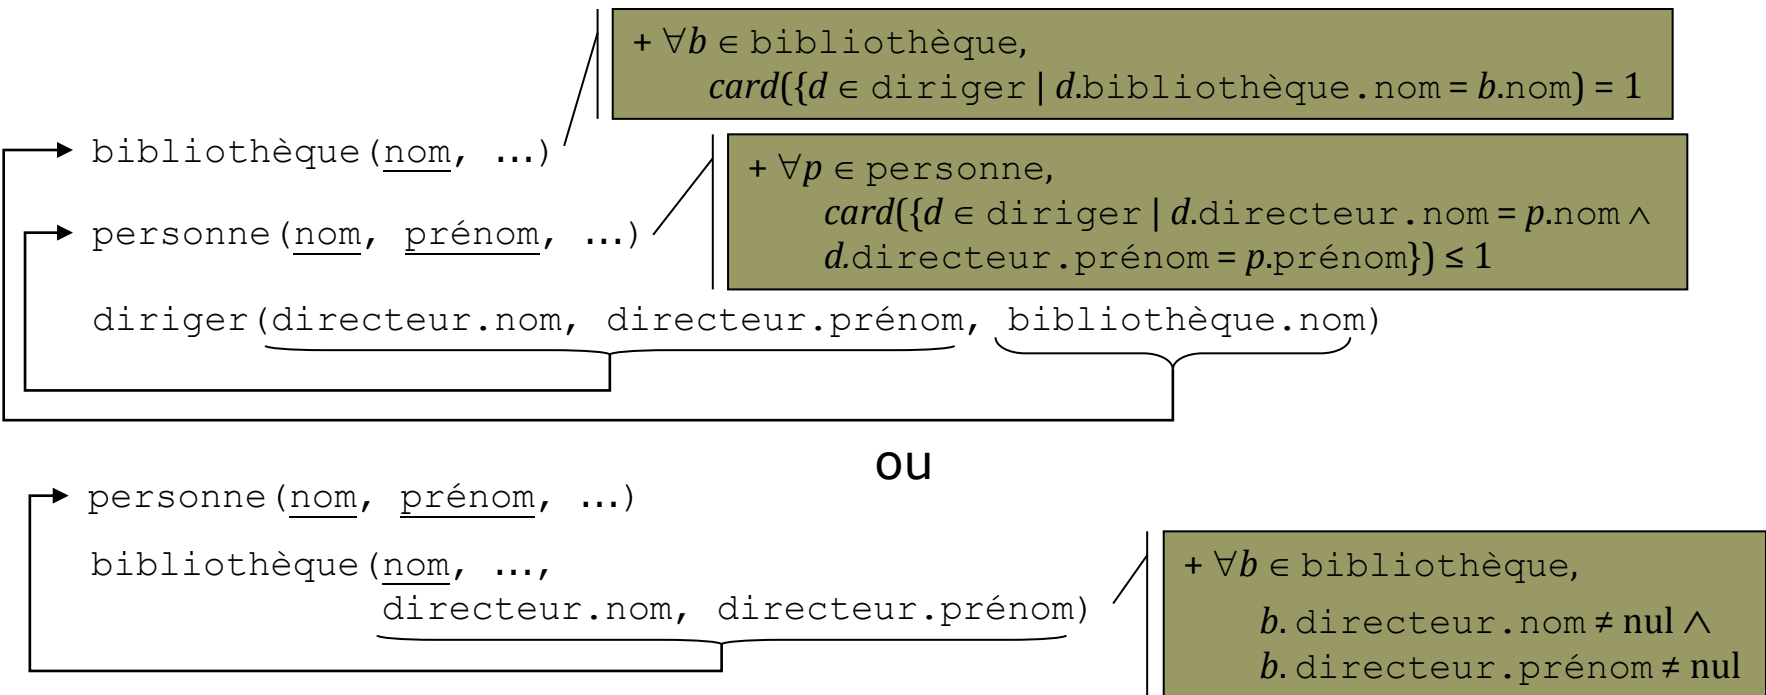 + ∀b ∈ bibliothèque,
card({d ∈ diriger | d.bibliothèque.nom = b.nom) = 1
bibliothèque(nom, …)
+ ∀p ∈ personne,
card({d ∈ diriger | d.directeur.nom = p.nom ∧
d.directeur.prénom = p.prénom}) ≤ 1
personne(nom, prénom, …)
diriger(directeur.nom, directeur.prénom, bibliothèque.nom)
ou
personne(nom, prénom, …)
bibliothèque(nom, …,
directeur.nom, directeur.prénom)
+ ∀b ∈ bibliothèque,
b.directeur.nom ≠ nul ∧
b.directeur.prénom ≠ nul